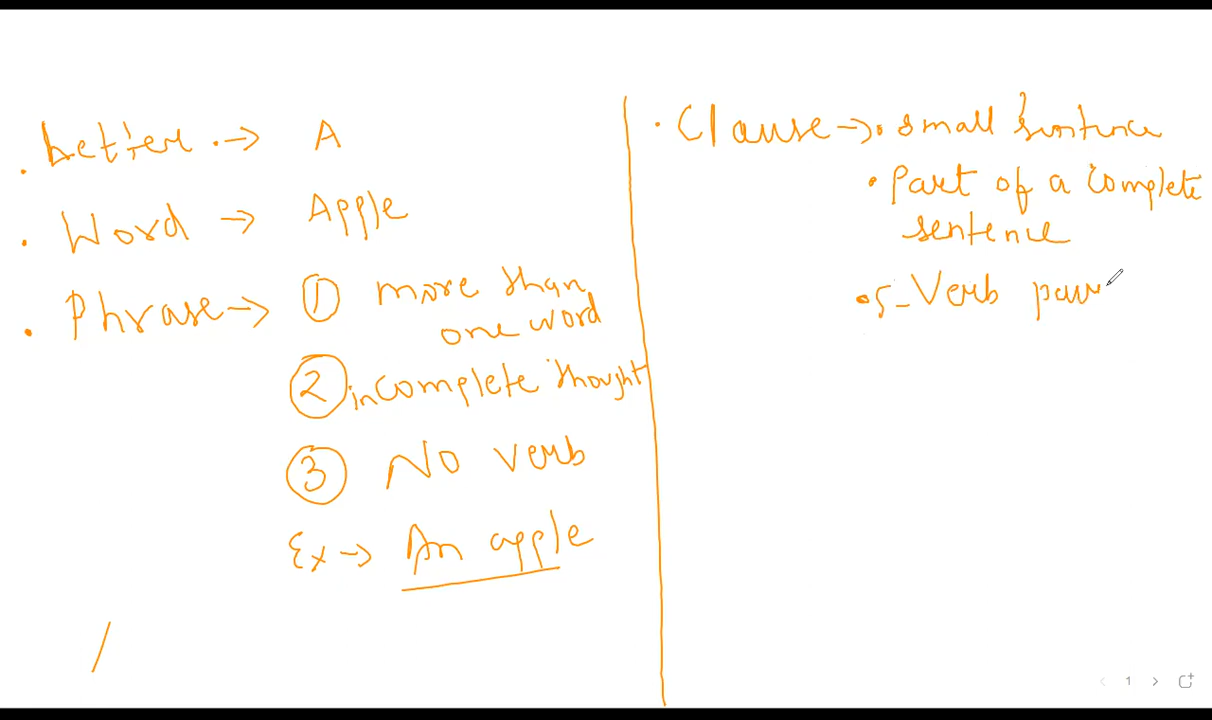 . Letter . → A
. Word → Apple
. Phrase → ① more than
one word
② incomplete thought
③ No verb
Ex → An apple
. Clause → • small sentence
• Part of a complete
sentence
• S-Verb
1